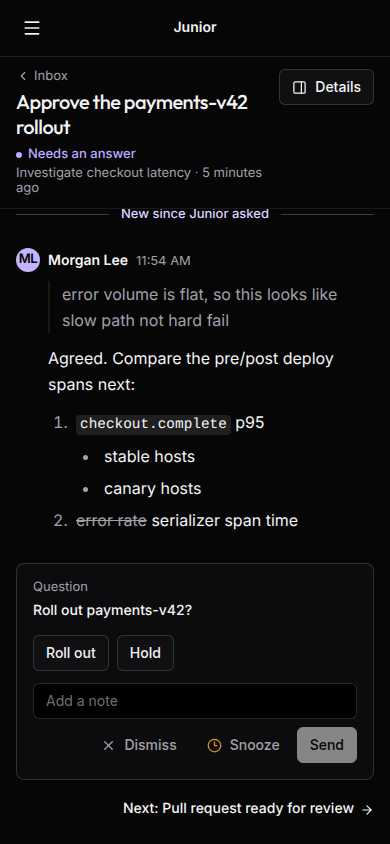 Junior
Inbox
Details
Approve the payments-v42
rollout
Needs an answer
Investigate checkout latency · 5 minutes
ago
New since Junior asked
ML Morgan Lee 11:54 AM
error volume is flat, so this looks like
slow path not hard fail
Agreed. Compare the pre/post deploy
spans next:
1. checkout.complete p95
• stable hosts
• canary hosts
2. error rate serializer span time
Question
Roll out payments-v42?
Roll out Hold
Add a note
Dismiss Snooze Send
Next: Pull request ready for review →